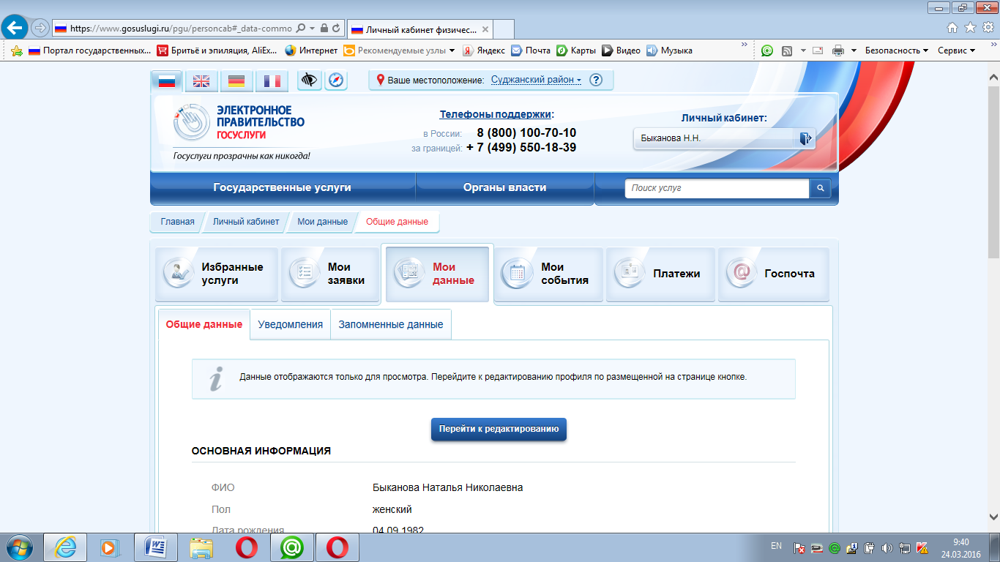 https://www.gosuslugi.ru/pgu/personcab#_data-commo
Личный кабинет физичес...
Портал государственных...
Бритьё и эпиляция, AliEx...
Интернет
Рекомендуемые узлы
Яндекс
Почта
Карты
Видео
Музыка
Безопасность
Сервис
Ваше местоположение: Суджанский район
ЭЛЕКТРОННОЕ
ПРАВИТЕЛЬСТВО
ГОСУСЛУГИ
Госуслуги прозрачны как никогда!
Телефоны поддержки:
в России: 8 (800) 100-70-10
за границей: + 7 (499) 550-18-39
Личный кабинет:
Быканова Н.Н.
Государственные услуги
Органы власти
Поиск услуг
Главная
Личный кабинет
Мои данные
Общие данные
Избранные
услуги
Мои
заявки
Мои
данные
Мои
события
Платежи
Госпочта
Общие данные
Уведомления
Запомненные данные
Данные отображаются только для просмотра. Перейдите к редактированию профиля по размещенной на странице кнопке.
Перейти к редактированию
ОСНОВНАЯ ИНФОРМАЦИЯ
ФИО Быканова Наталья Николаевна
Пол женский
Дата рождения 04.09.1982
EN
9:40
24.03.2016